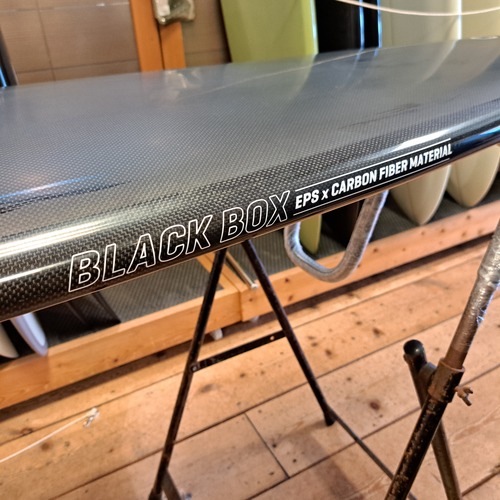 BLACK BOX
EPS x CARBON FIBER MATERIAL